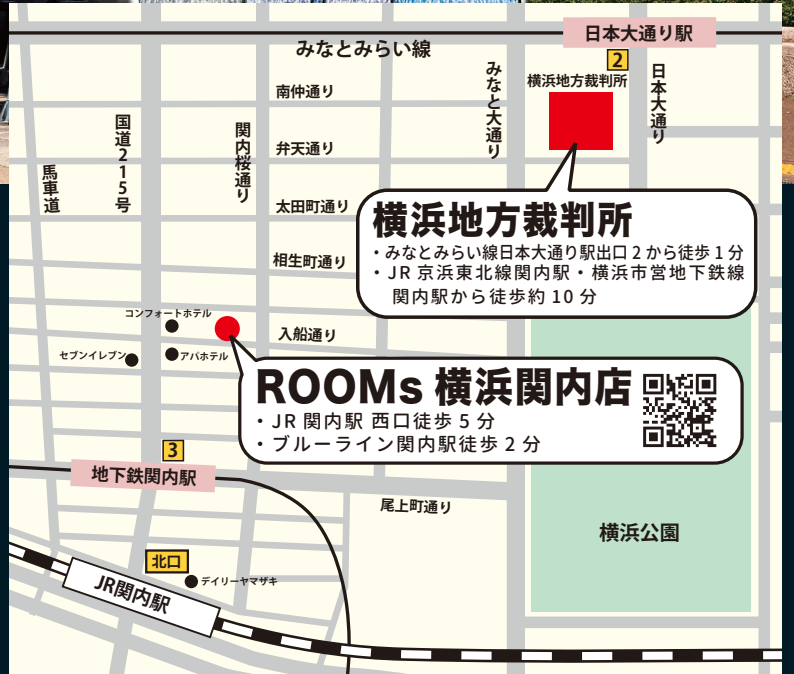 日本大通り駅
みなとみらい線
2
横浜地方裁判所
南仲通り
みなと大通り
日本大通り
国道215号
関内桜通り
弁天通り
馬車道
太田町通り
横浜地方裁判所
・みなとみらい線日本大通り駅出口2から徒歩1分
・JR京浜東北線関内駅・横浜市営地下鉄線
関内駅から徒歩約10分
相生町通り
コンフォートホテル
入船通り
セブンイレブン
アパホテル
ROOMs 横浜関内店
・JR 関内駅 西口徒歩5分
・ブルーライン関内駅徒歩2分
3
地下鉄関内駅
尾上町通り
横浜公園
北口
デイリーヤマザキ
JR関内駅